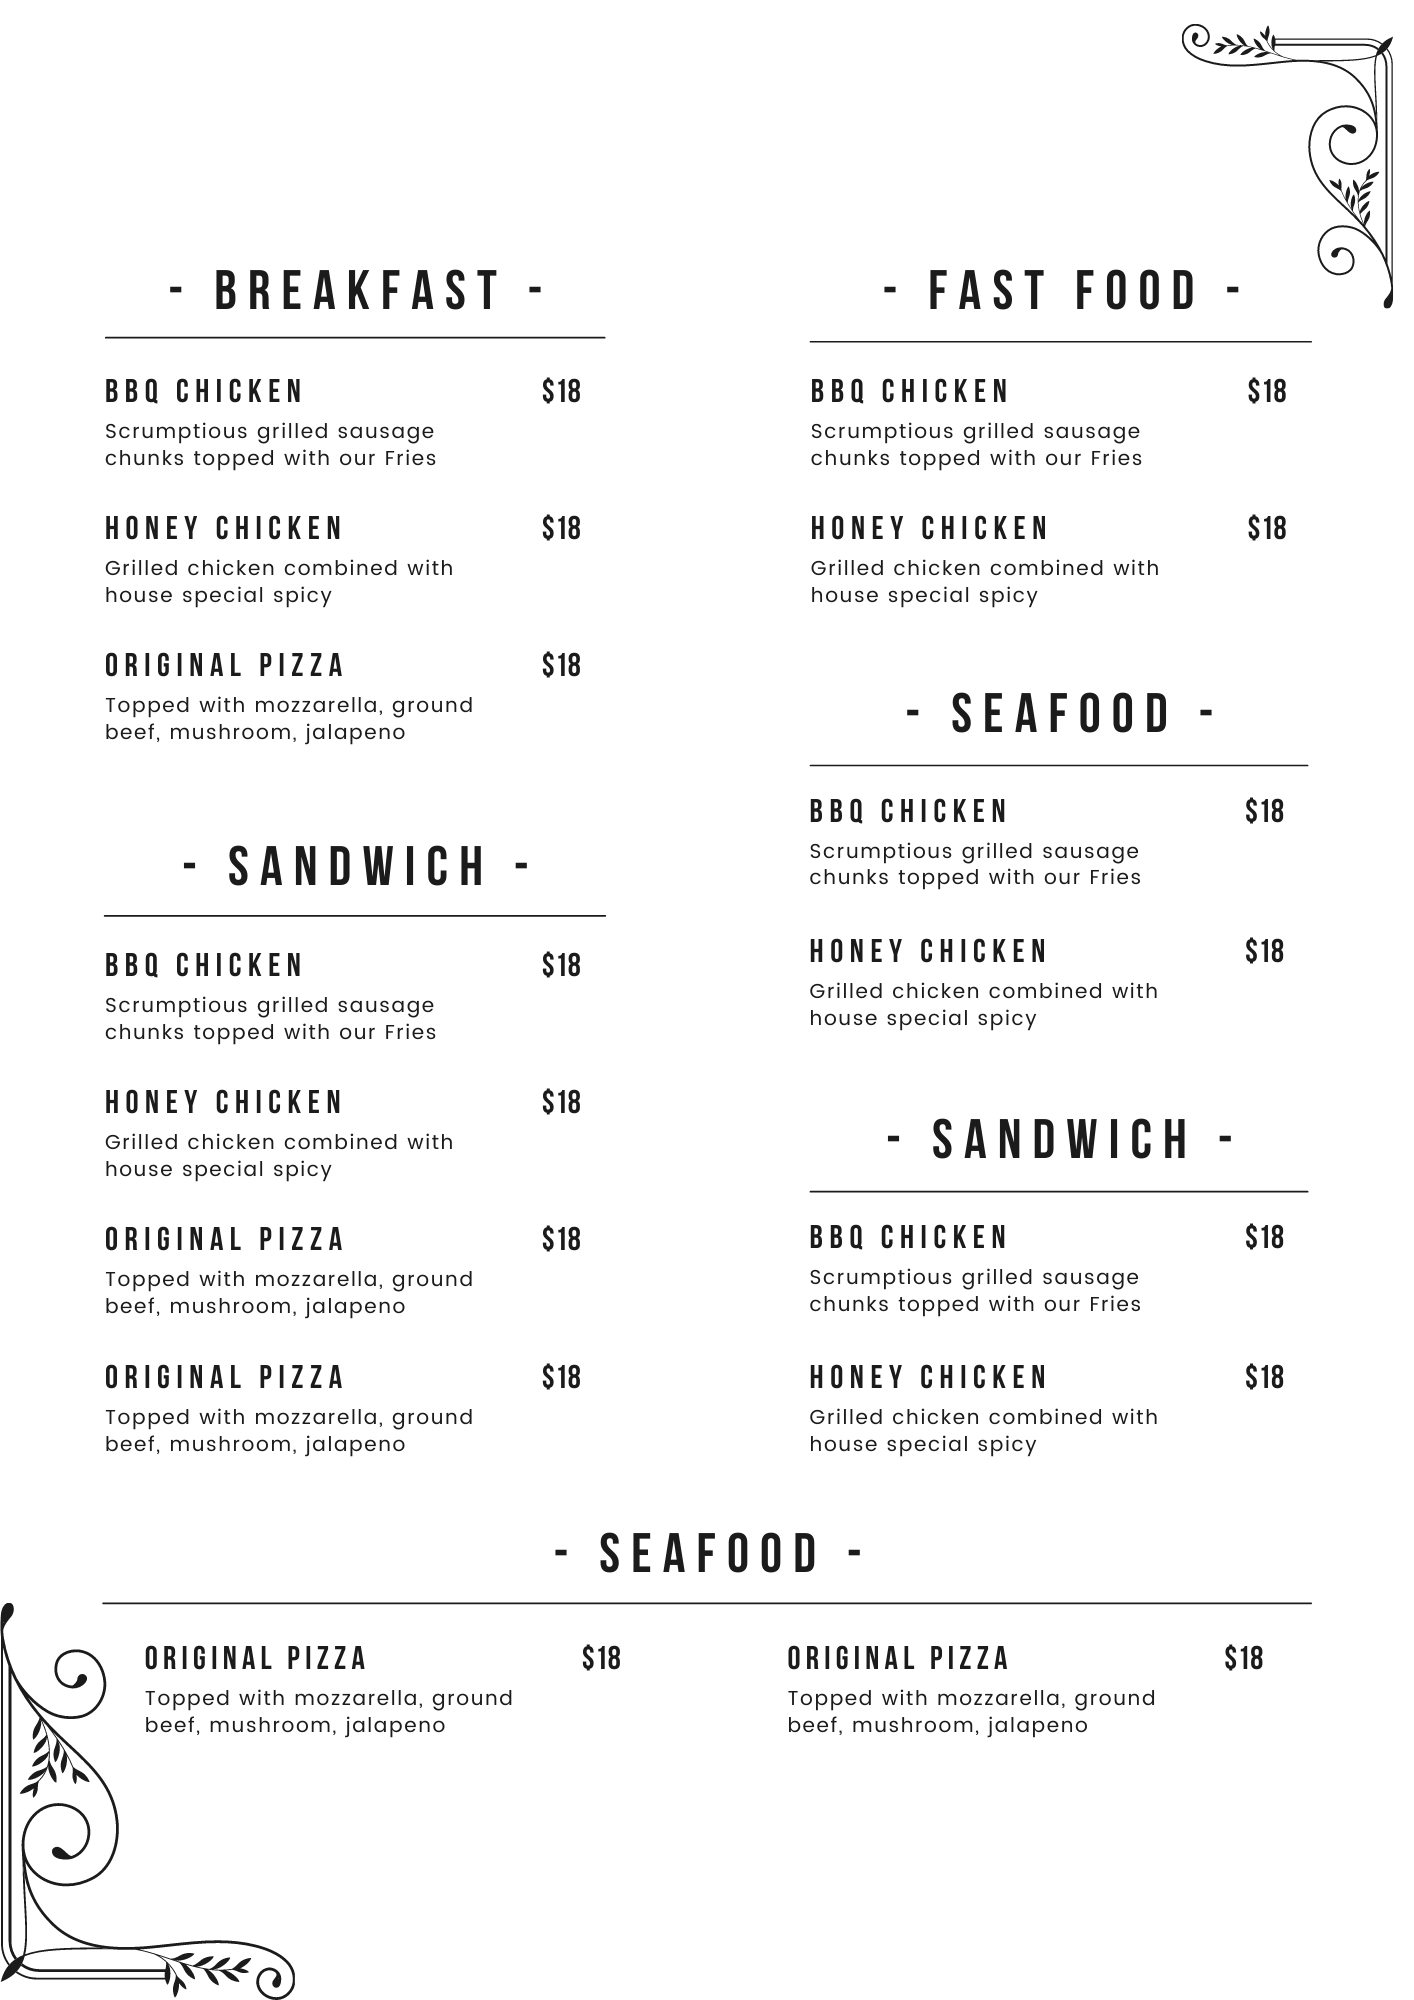 - BREAKFAST -
BBQ CHICKEN $18
Scrumptious grilled sausage
chunks topped with our Fries
HONEY CHICKEN $18
Grilled chicken combined with
house special spicy
ORIGINAL PIZZA $18
Topped with mozzarella, ground
beef, mushroom, jalapeno
- SANDWICH -
BBQ CHICKEN $18
Scrumptious grilled sausage
chunks topped with our Fries
HONEY CHICKEN $18
Grilled chicken combined with
house special spicy
ORIGINAL PIZZA $18
Topped with mozzarella, ground
beef, mushroom, jalapeno
ORIGINAL PIZZA $18
Topped with mozzarella, ground
beef, mushroom, jalapeno
- FAST FOOD -
BBQ CHICKEN $18
Scrumptious grilled sausage
chunks topped with our Fries
HONEY CHICKEN $18
Grilled chicken combined with
house special spicy
- SEAFOOD -
BBQ CHICKEN $18
Scrumptious grilled sausage
chunks topped with our Fries
HONEY CHICKEN $18
Grilled chicken combined with
house special spicy
- SANDWICH -
BBQ CHICKEN $18
Scrumptious grilled sausage
chunks topped with our Fries
HONEY CHICKEN $18
Grilled chicken combined with
house special spicy
- SEAFOOD -
ORIGINAL PIZZA $18
Topped with mozzarella, ground
beef, mushroom, jalapeno
ORIGINAL PIZZA $18
Topped with mozzarella, ground
beef, mushroom, jalapeno